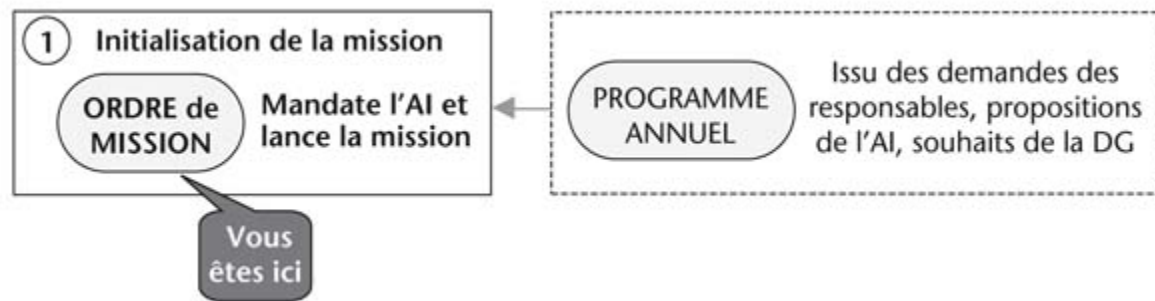 1 Initialisation de la mission
ORDRE de
MISSION
Mandate l'AI et
lance la mission
PROGRAMME
ANNUEL
Issu des demandes des
responsables, propositions
de l'AI, souhaits de la DG
Vous
êtes ici